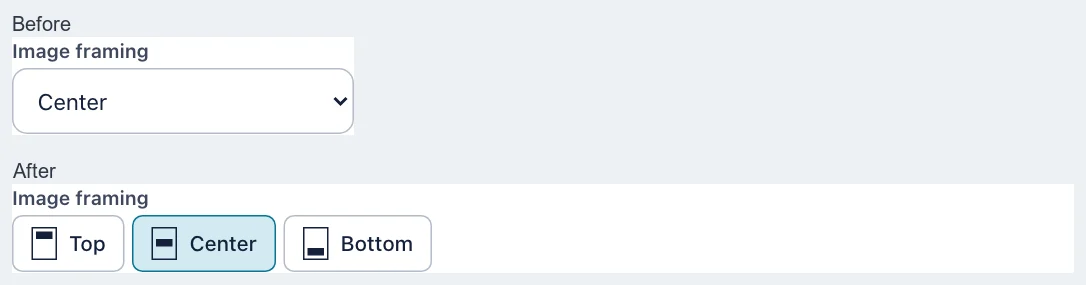 Before
Image framing
Center
After
Image framing
Top Center Bottom